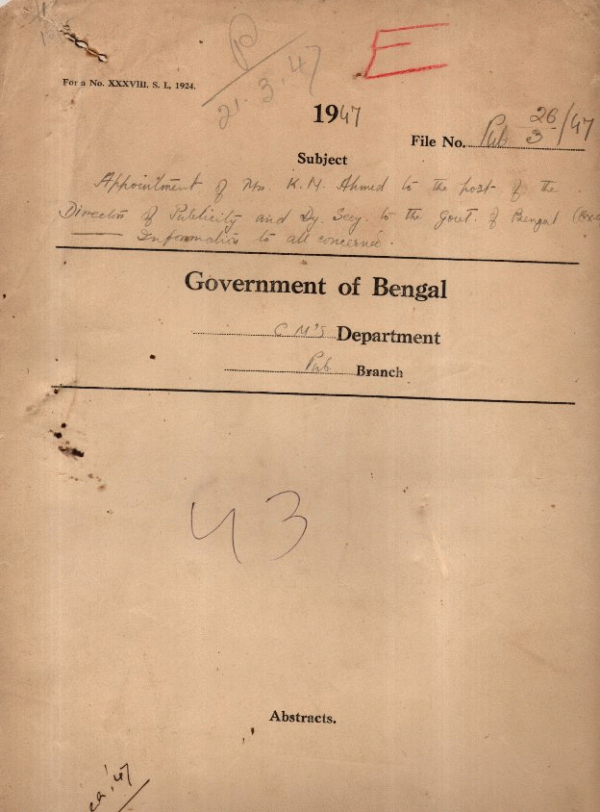 P
21.3.47
E
For a No. XXXVIII. S. I., 1924.
1947
File No. Pub 26/3/47
Subject
Appointment of Mr. K. M. Ahmed to the post of the
Director of Publicity and Dy. Secy. to the Govt. of Bengal
Information to all concerned.
Government of Bengal
C M's Department
Pub Branch
43
Abstracts.
47